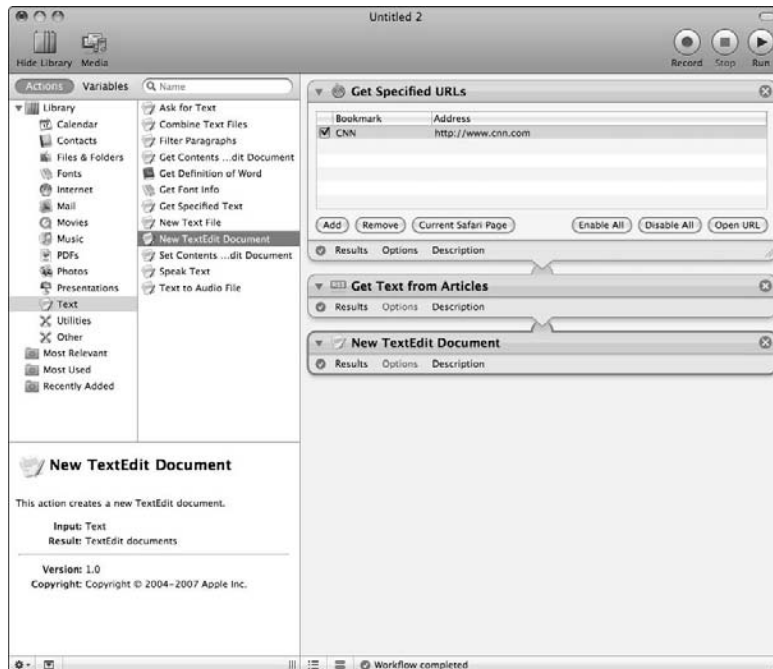 Untitled 2
Hide Library Media
Record Stop Run
Actions Variables Name
Library
Calendar
Contacts
Files & Folders
Fonts
Internet
Mail
Movies
Music
PDFs
Photos
Presentations
Text
Utilities
Other
Most Relevant
Most Used
Recently Added
Ask for Text
Combine Text Files
Filter Paragraphs
Get Contents ...dit Document
Get Definition of Word
Get Font Info
Get Specified Text
New Text File
New TextEdit Document
Set Contents ...dit Document
Speak Text
Text to Audio File
New TextEdit Document
This action creates a new TextEdit document.
Input: Text
Result: TextEdit documents
Version: 1.0
Copyright: Copyright © 2004-2007 Apple Inc.
Get Specified URLs
Bookmark Address
CNN http://www.cnn.com
Add Remove Current Safari Page Enable All Disable All Open URL
Results Options Description
Get Text from Articles
Results Options Description
New TextEdit Document
Results Options Description
Workflow completed